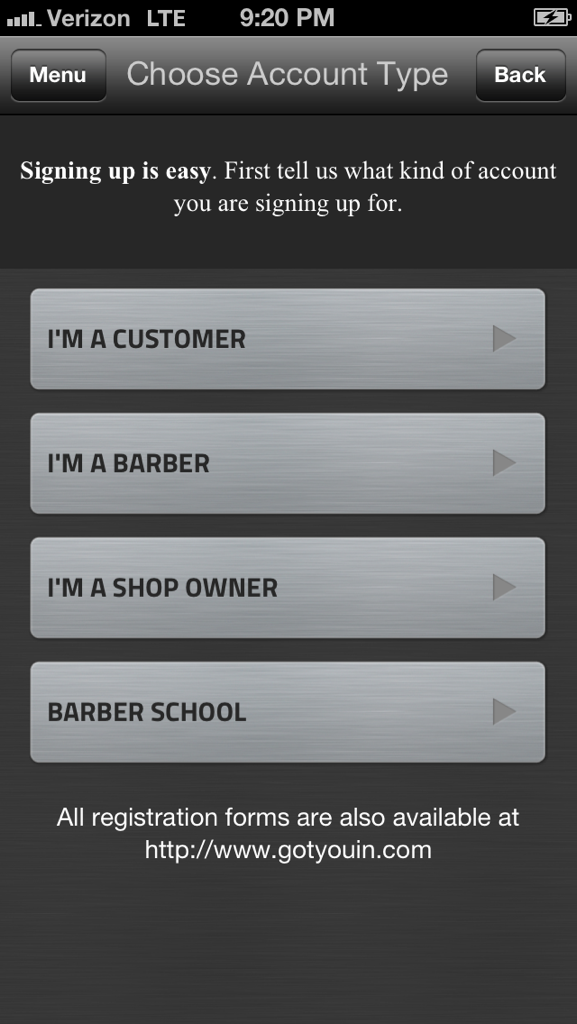 Verizon LTE 9:20 PM
Menu Choose Account Type Back
Signing up is easy. First tell us what kind of account
you are signing up for.
I'M A CUSTOMER
I'M A BARBER
I'M A SHOP OWNER
BARBER SCHOOL
All registration forms are also available at
http://www.gotyouin.com